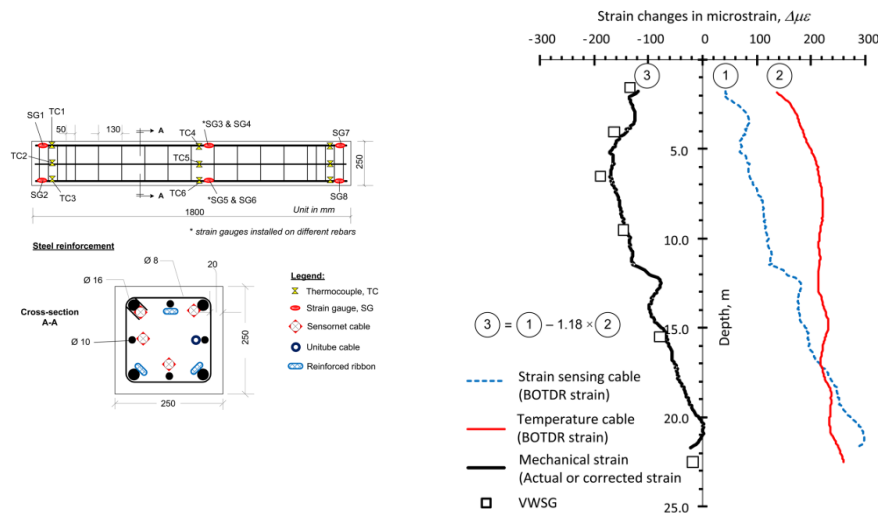 SG1
TC1
50
130
A
TC4
*SG3 & SG4
SG7
TC2
TC5
250
SG2
TC3
A
TC6
*SG5 & SG6
SG8
1800
Unit in mm
* strain gauges installed on different rebars
Steel reinforcement
Ø 8
20
Ø 16
Cross-section
A-A
Ø 10
250
250
Legend:
Thermocouple, TC
Strain gauge, SG
Sensornet cable
Unitube cable
Reinforced ribbon
Strain changes in microstrain, Δµε
-300
-200
-100
0
100
200
300
3
1
2
5.0
10.0
15.0
20.0
25.0
Depth, m
3 = 1 – 1.18 × 2
Strain sensing cable
(BOTDR strain)
Temperature cable
(BOTDR strain)
Mechanical strain
(Actual or corrected strain
VWSG